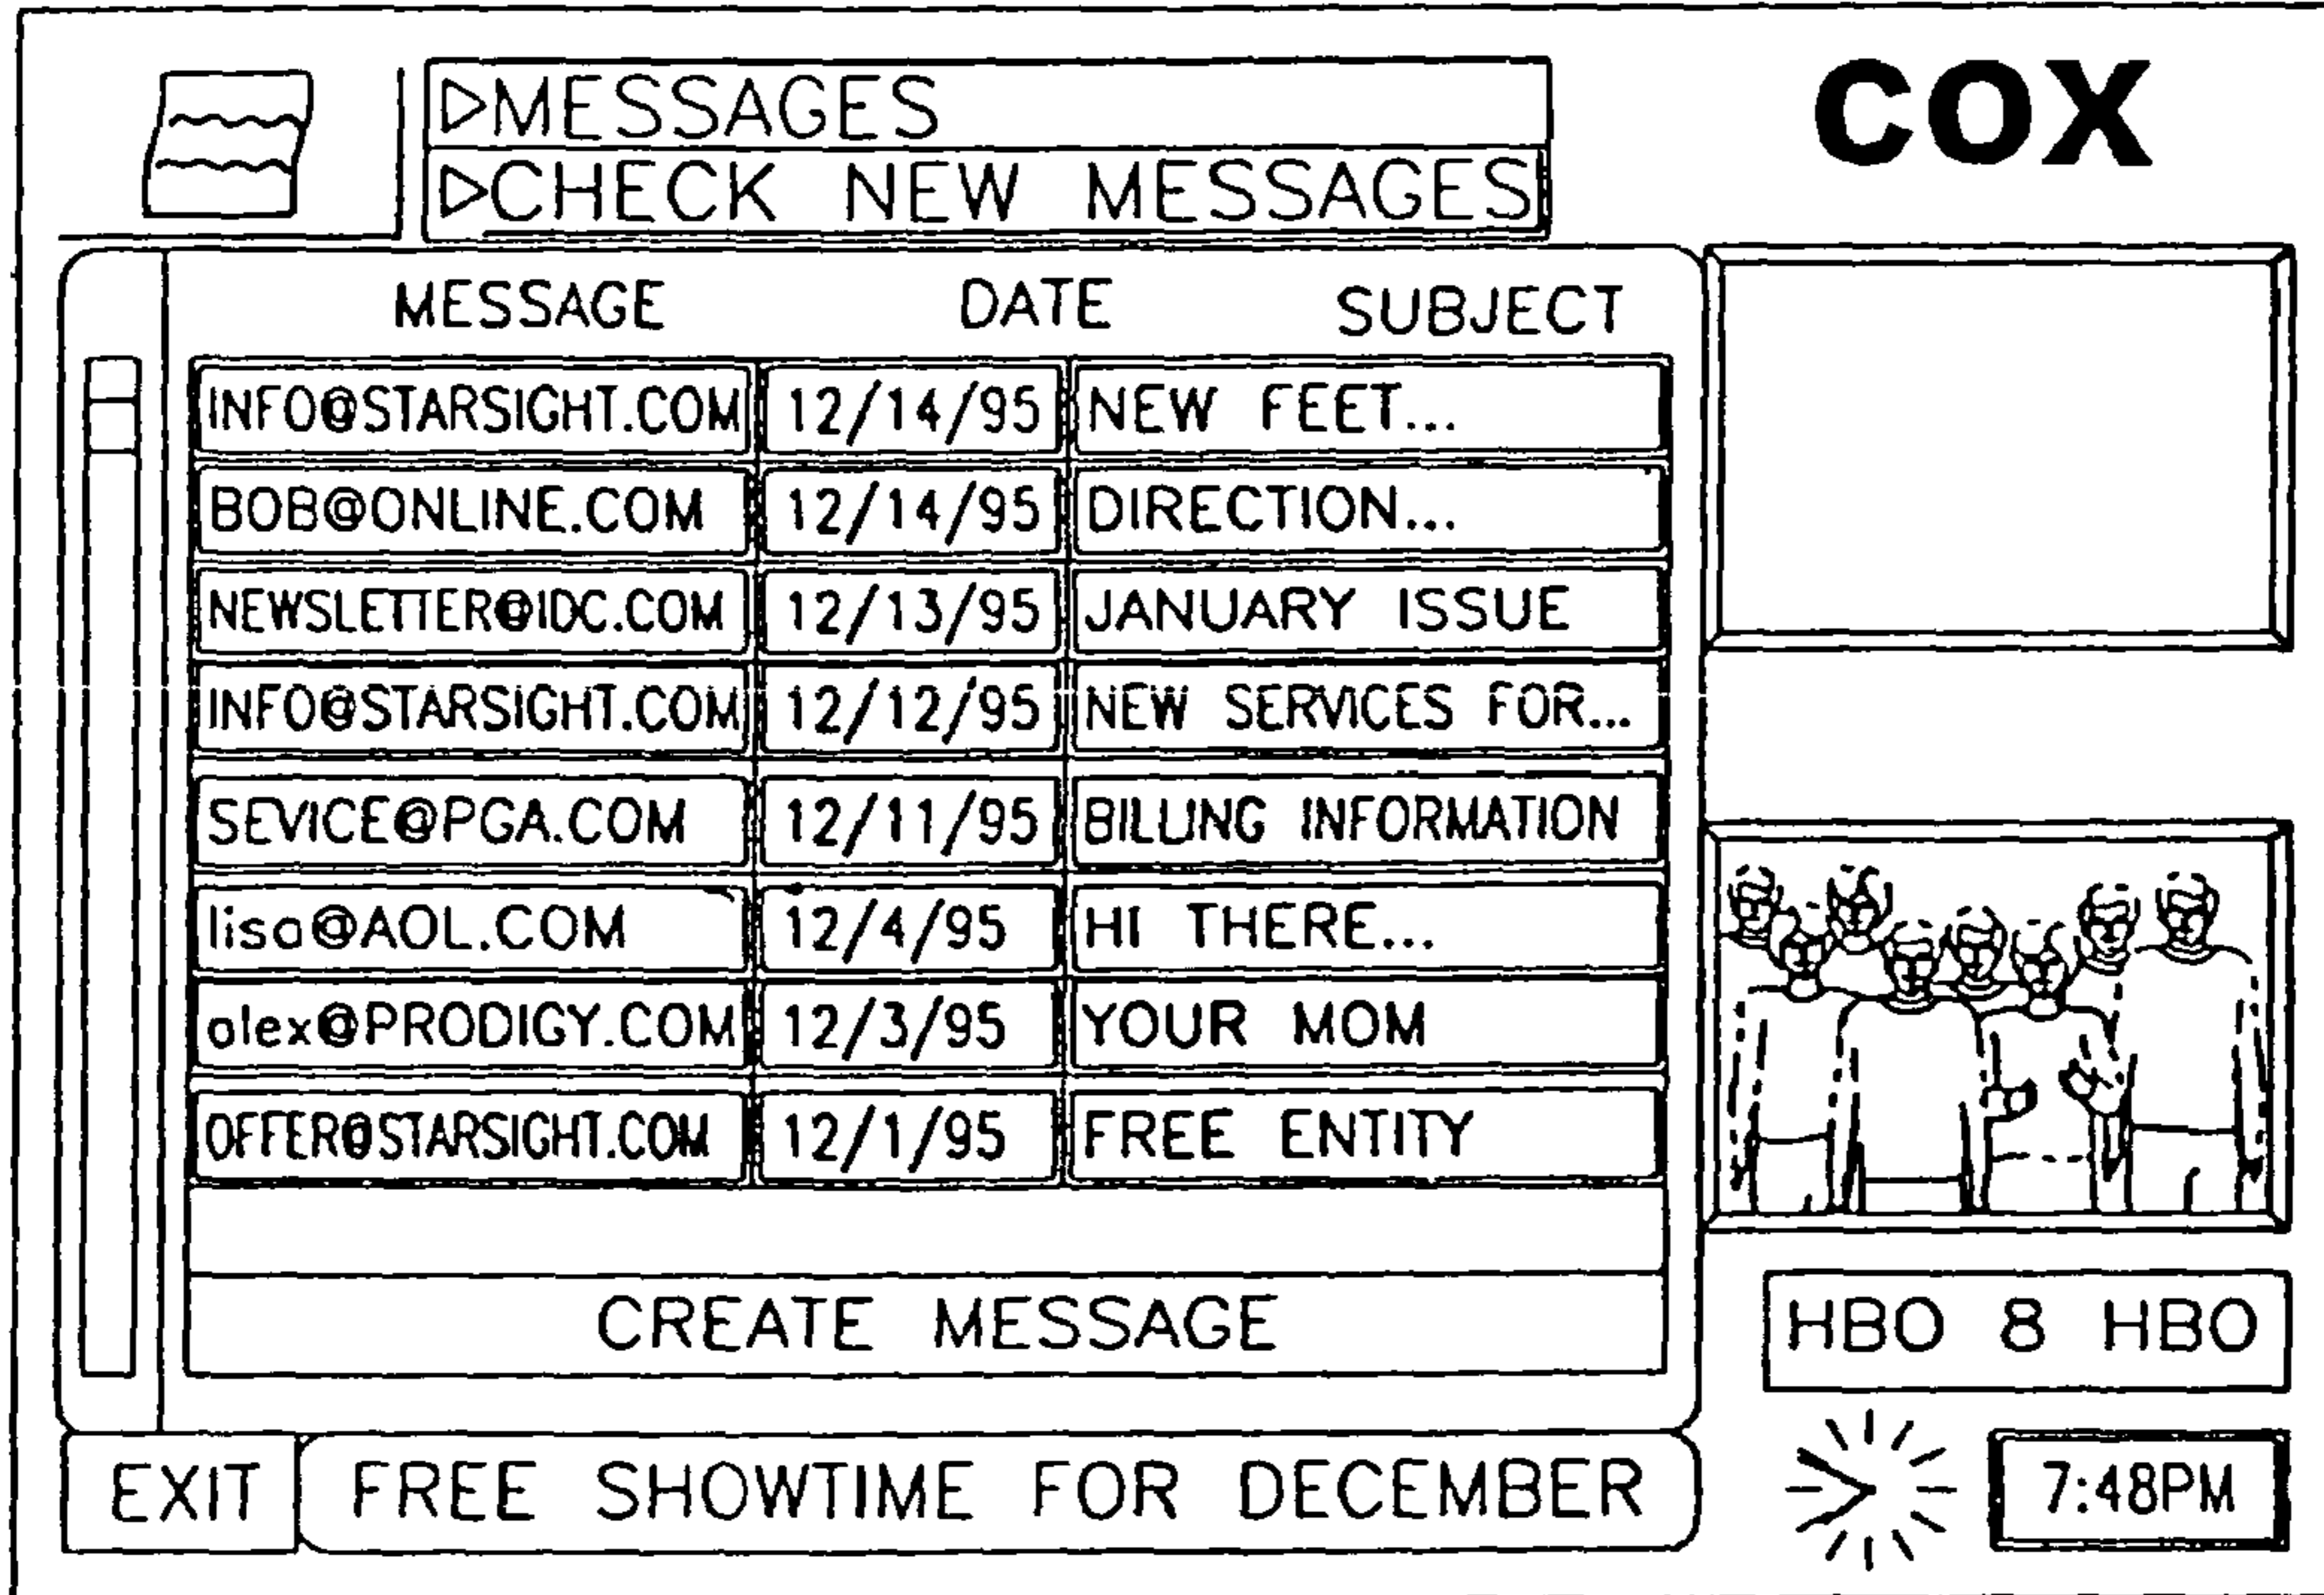 ▷MESSAGES
COX
▷CHECK NEW MESSAGES
MESSAGE DATE SUBJECT
INFO@STARSIGHT.COM 12/14/95 NEW FEET...
BOB@ONLINE.COM 12/14/95 DIRECTION...
NEWSLETTER@IDC.COM 12/13/95 JANUARY ISSUE
INFO@STARSIGHT.COM 12/12/95 NEW SERVICES FOR...
SEVICE@PGA.COM 12/11/95 BILLING INFORMATION
lisa@AOL.COM 12/4/95 HI THERE...
alex@PRODIGY.COM 12/3/95 YOUR MOM
OFFER@STARSIGHT.COM 12/1/95 FREE ENTITY
CREATE MESSAGE
HBO 8 HBO
EXIT FREE SHOWTIME FOR DECEMBER
7:48PM